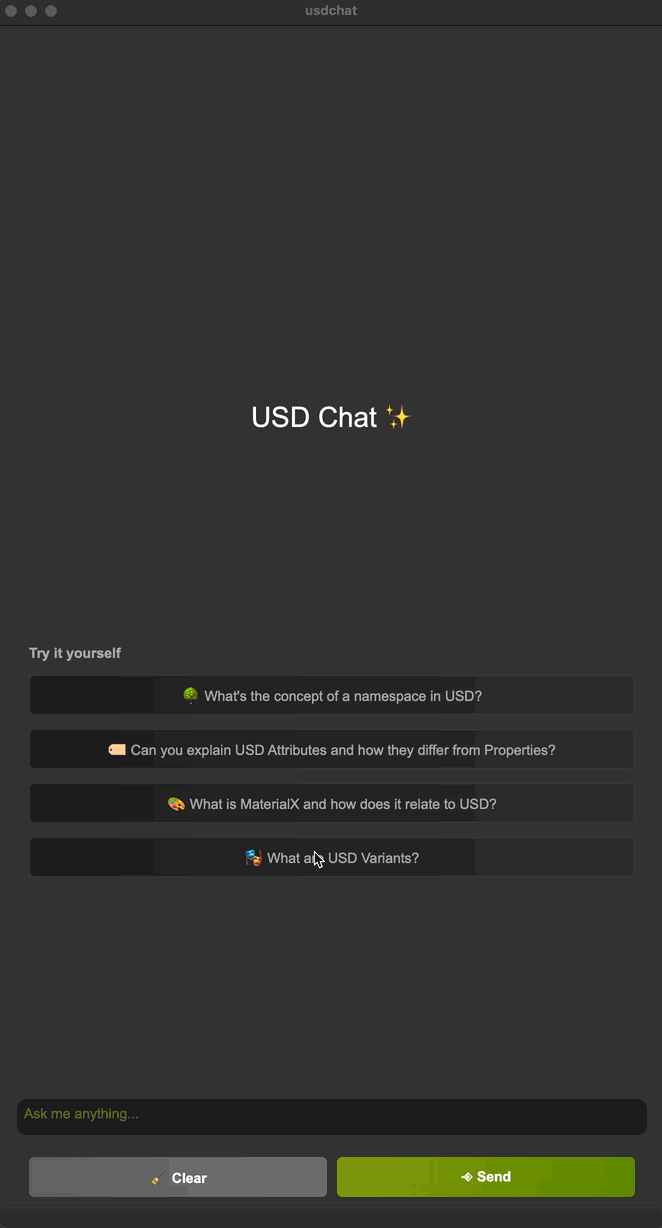 usdchat
USD Chat ✨
Try it yourself
🌳 What's the concept of a namespace in USD?
🏷️ Can you explain USD Attributes and how they differ from Properties?
🎨 What is MaterialX and how does it relate to USD?
🎭 What are USD Variants?
Ask me anything...
🧹 Clear
Send